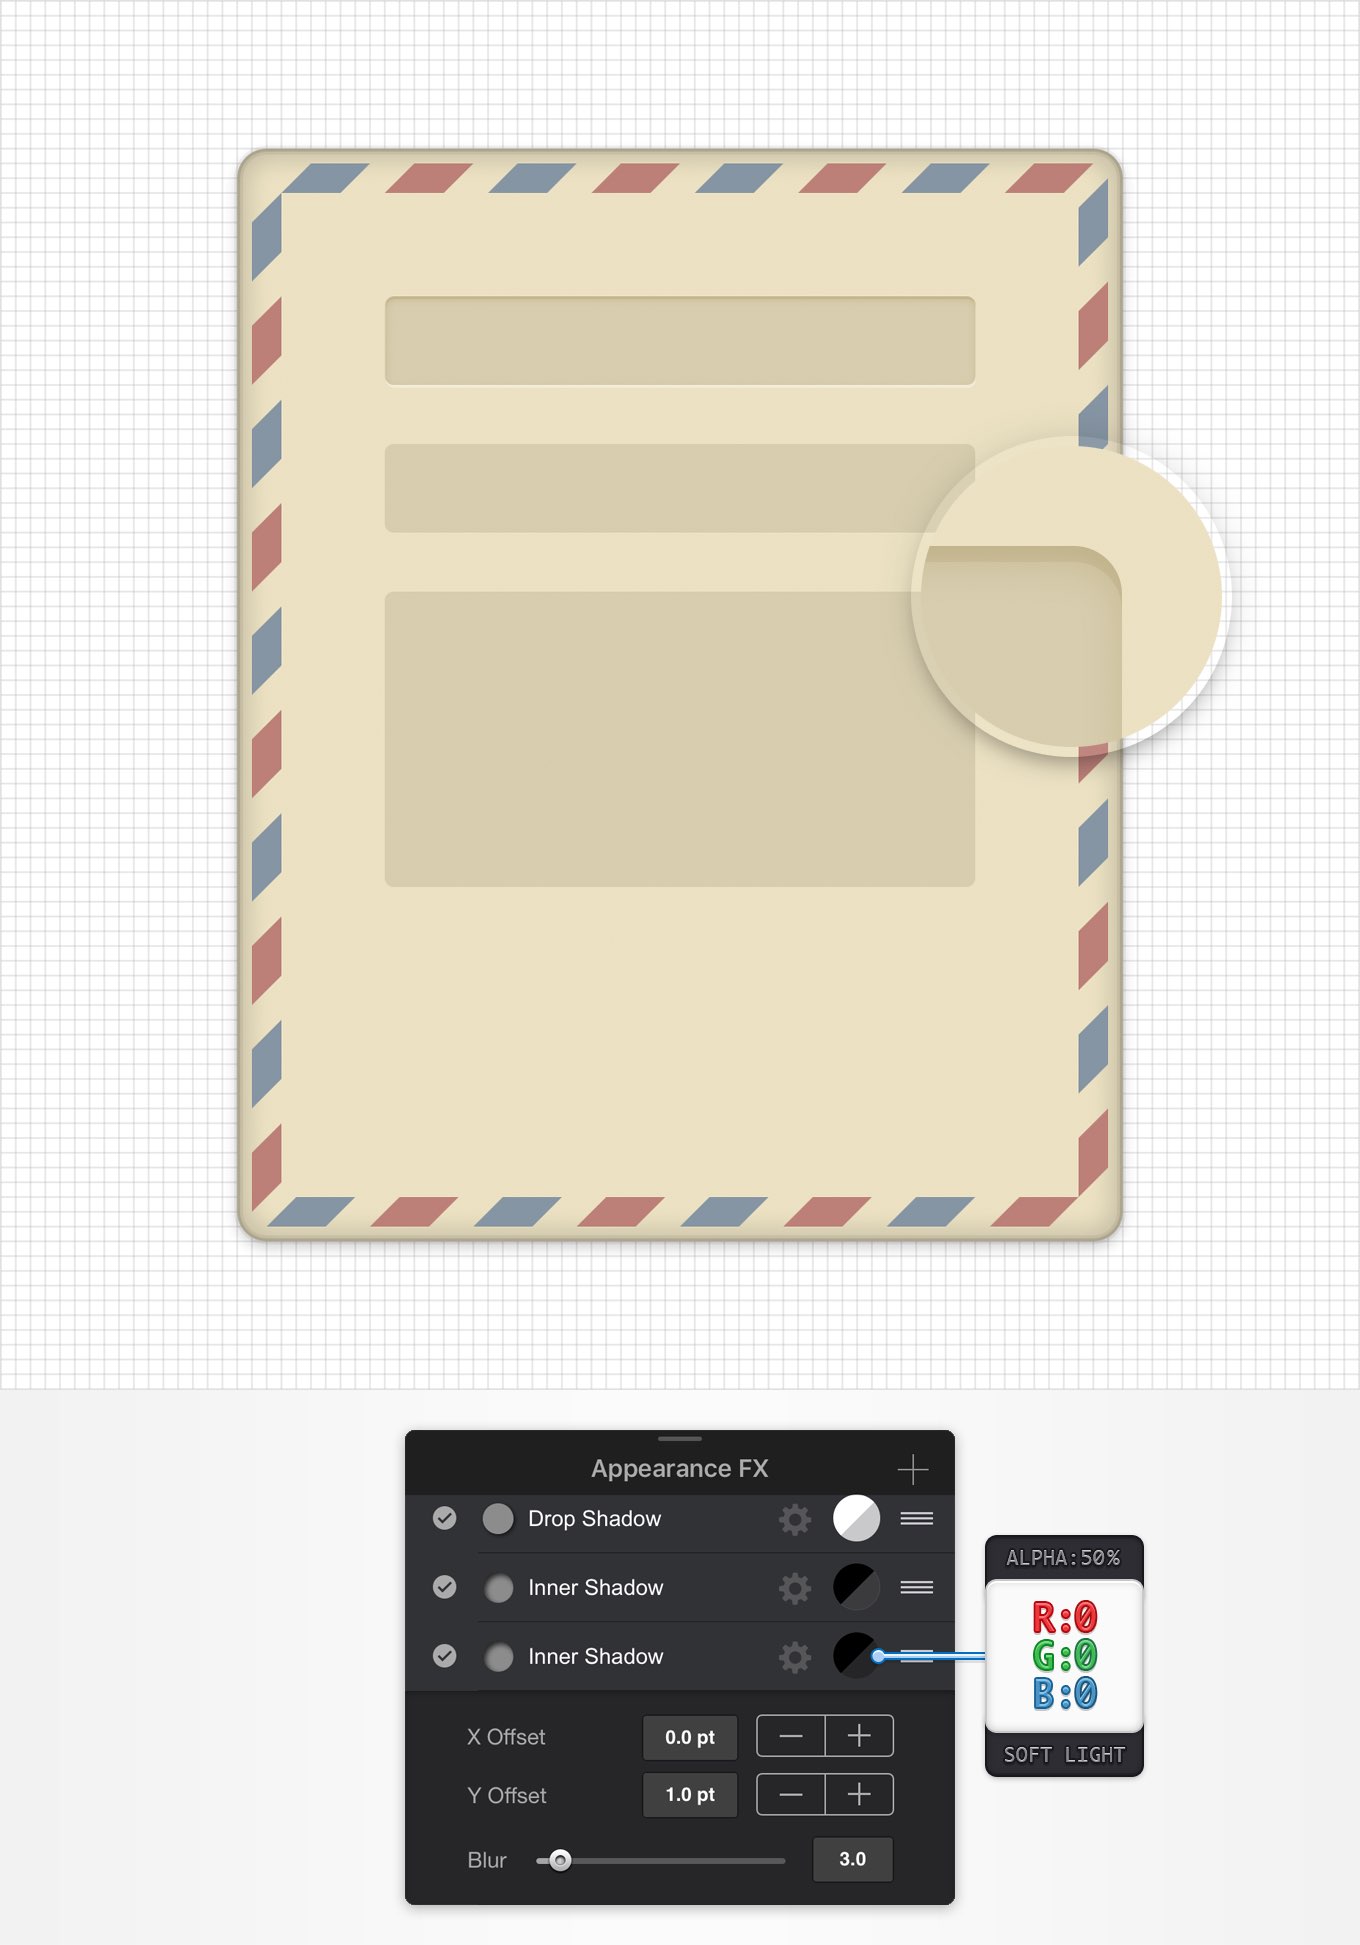 Appearance FX
Drop Shadow
Inner Shadow
Inner Shadow
X Offset 0.0 pt
Y Offset 1.0 pt
Blur 3.0
ALPHA:50%
R:0
G:0
B:0
SOFT LIGHT